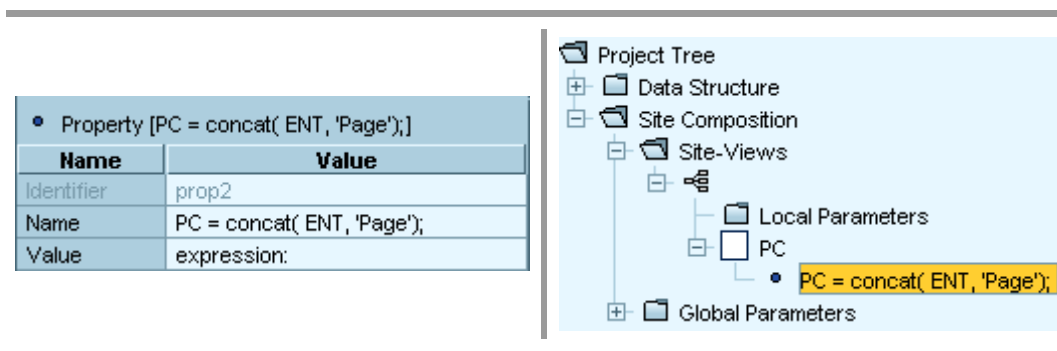 Property [PC = concat( ENT, 'Page');]
Name Value
Identifier prop2
Name PC = concat( ENT, 'Page');
Value expression:
Project Tree
Data Structure
Site Composition
Site-Views
Local Parameters
PC
PC = concat( ENT, 'Page');
Global Parameters